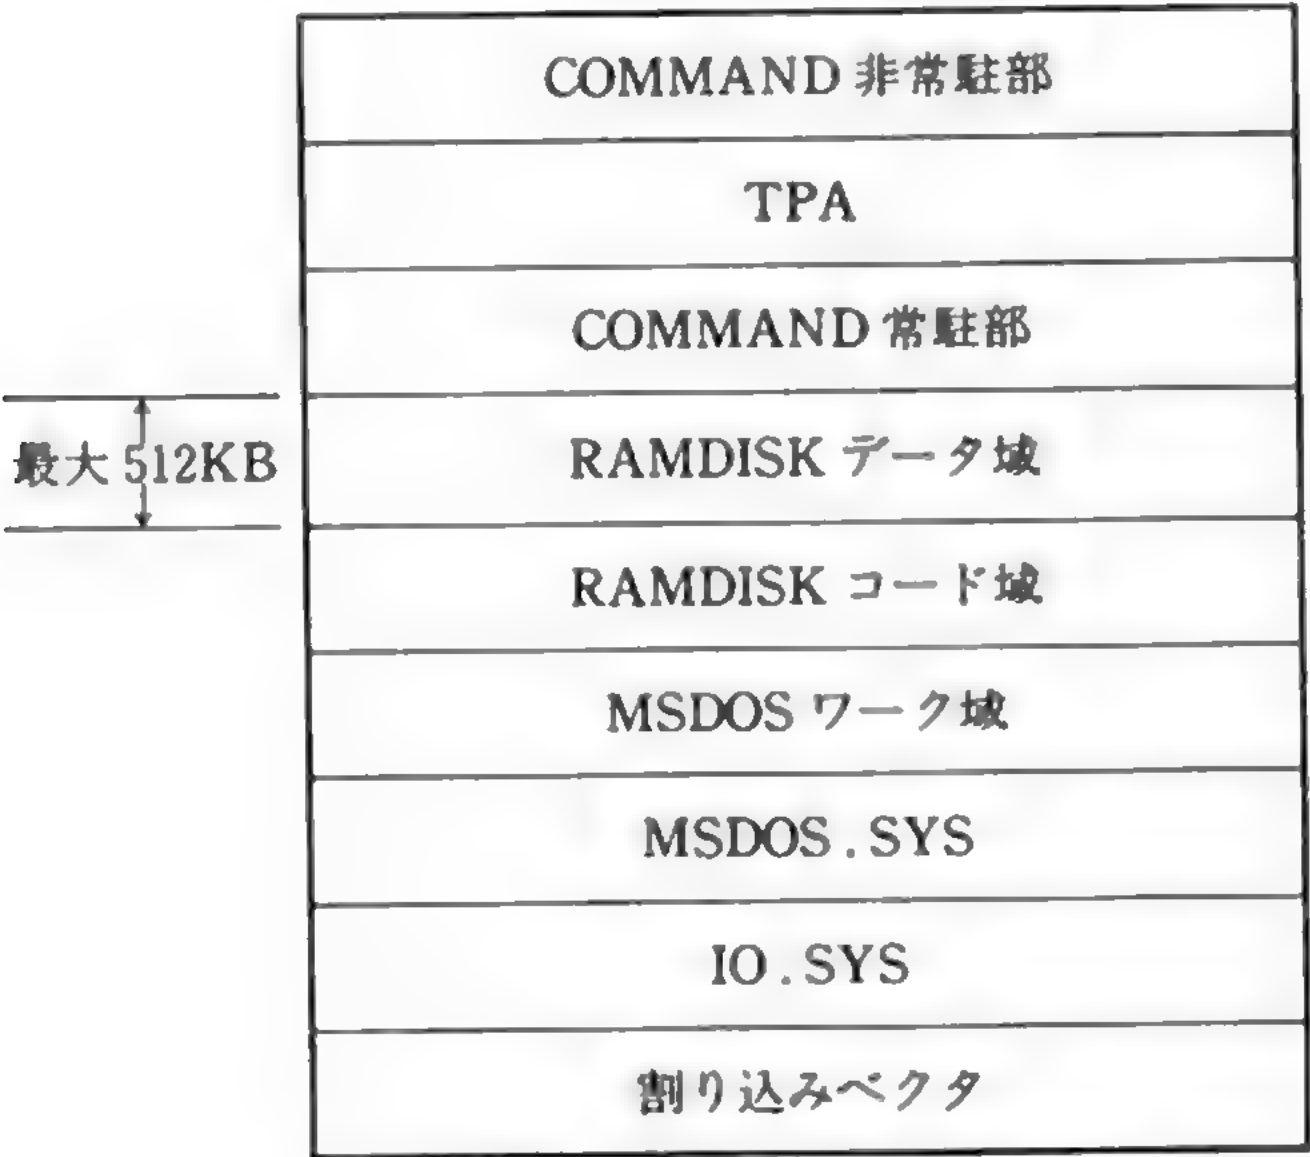 COMMAND 非常駐部
TPA
COMMAND 常駐部
最大 512KB
RAMDISK データ域
RAMDISK コード域
MSDOS ワーク域
MSDOS.SYS
IO.SYS
割り込みベクタ